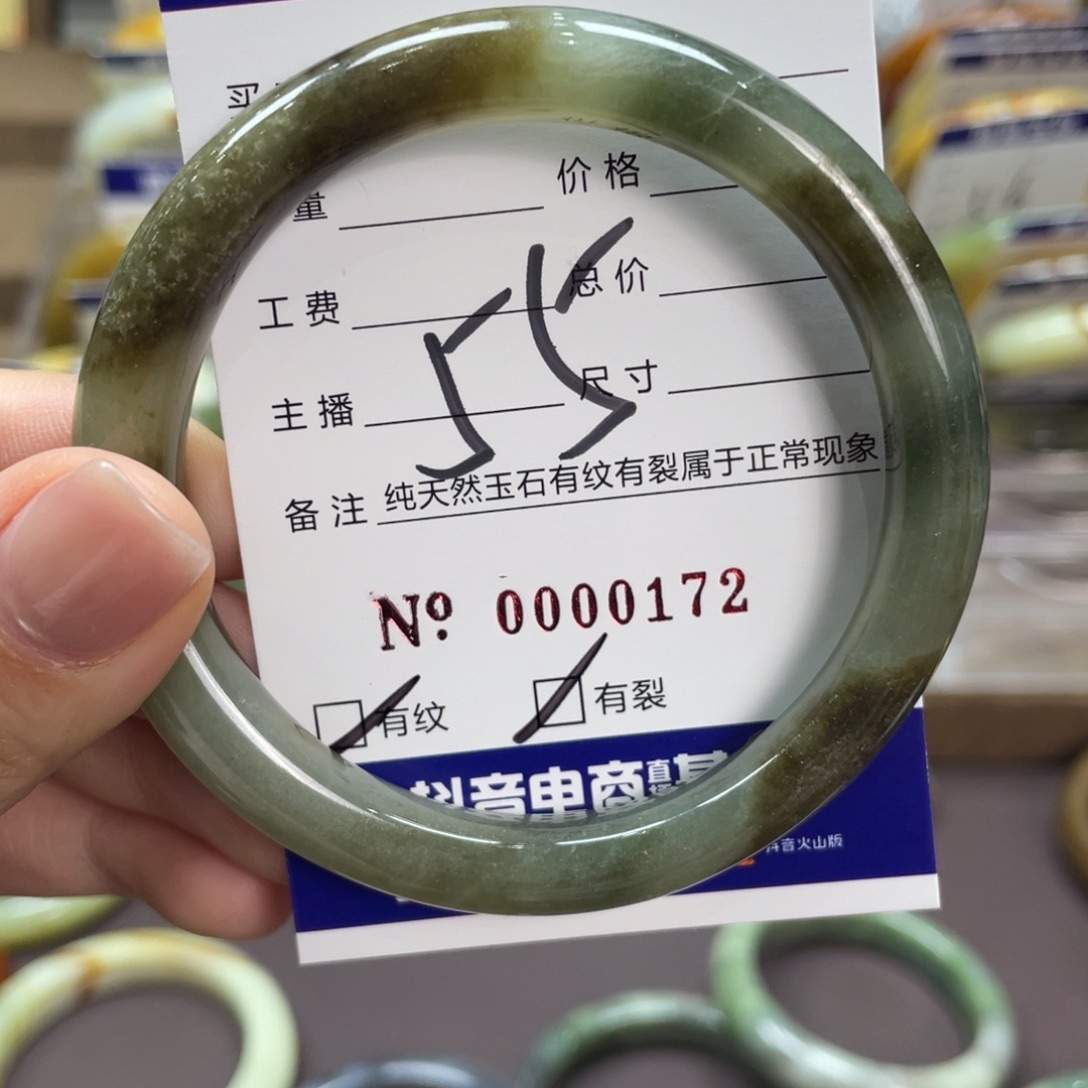 量 价格
工费 总价
55
主播 尺寸
备注 纯天然玉石有纹有裂属于正常现象
Nº 0000172
有纹 有裂
抖音电商
抖音火山版